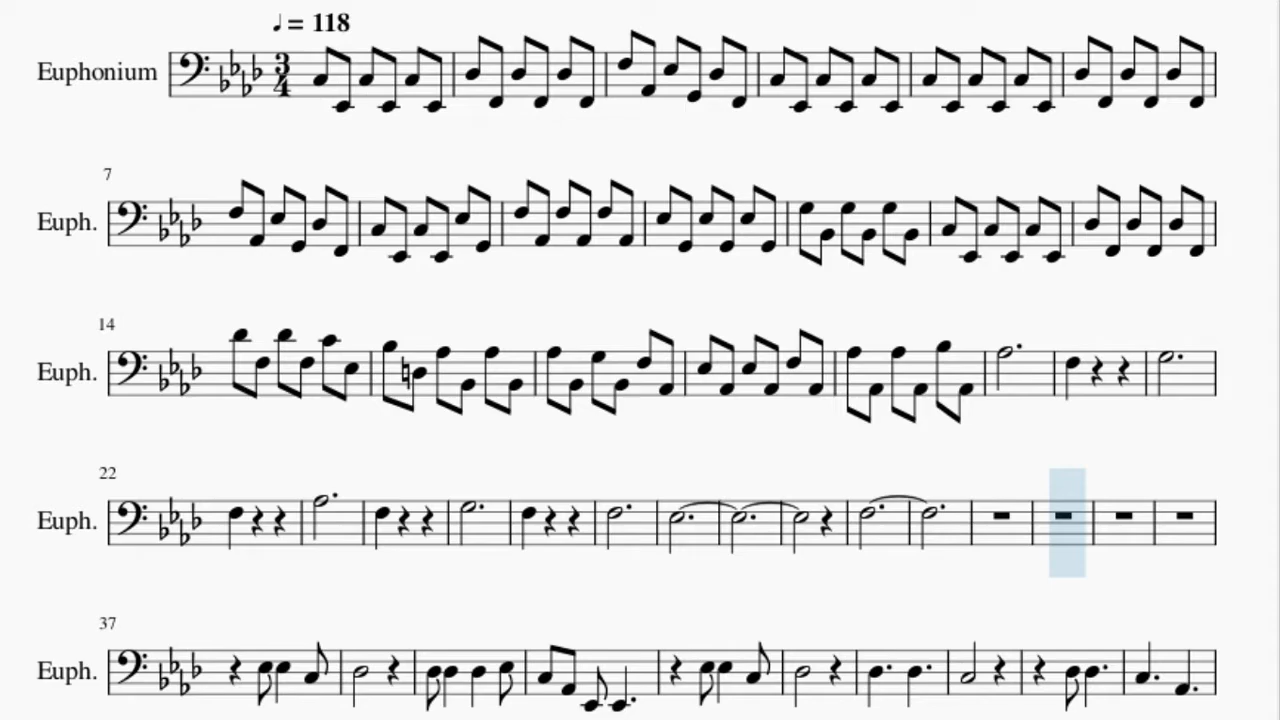 ♩ = 118
Euphonium 3/4
7
Euph.
14
Euph.
22
Euph.
37
Euph.